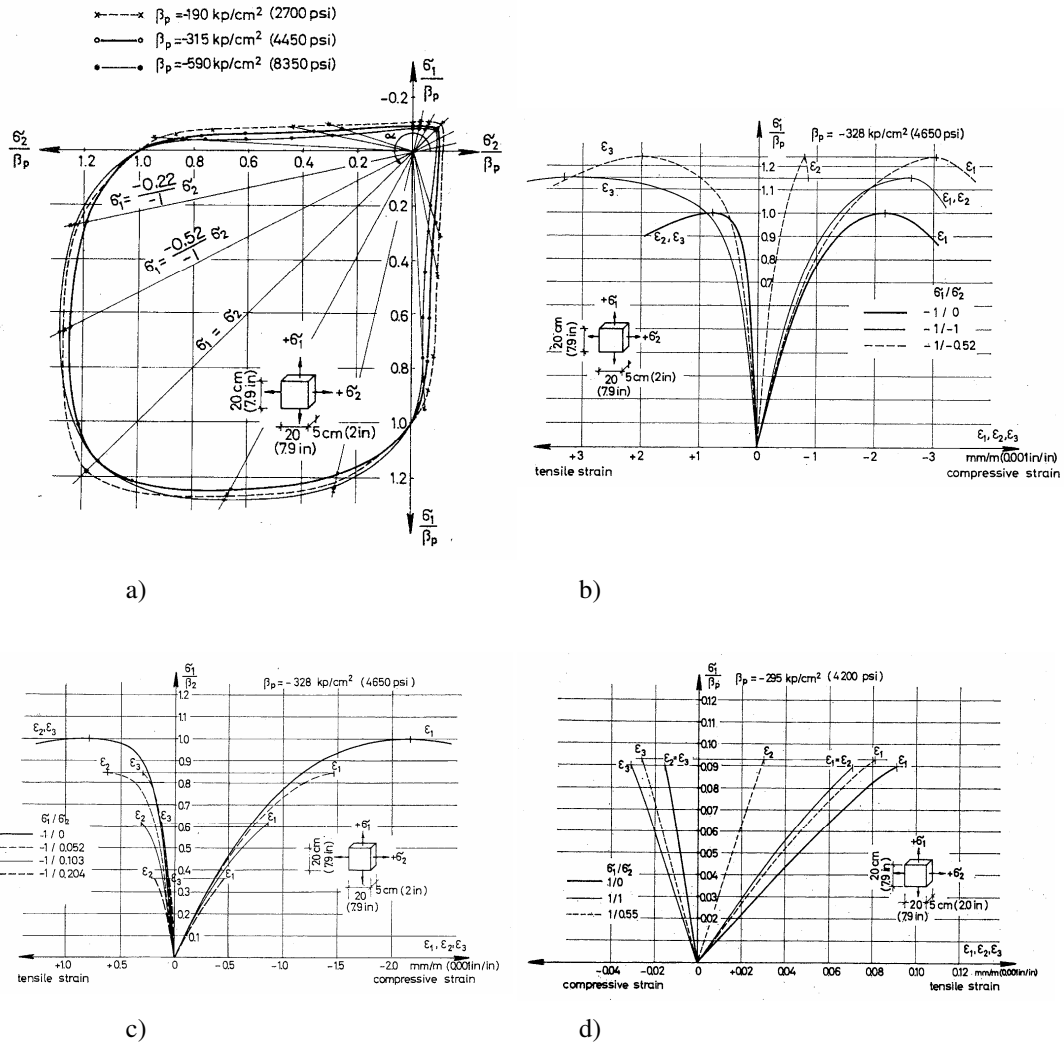 βp=-190 kp/cm² (2700 psi)
βp=-315 kp/cm² (4450 psi)
βp=-590 kp/cm² (8350 psi)
σ1/βp
-0.2
σ2/βp
1.2 1.0 0.8 0.6 0.4 0.2
σ2/βp
α
0.2
0.4
0.6
0.8
1.0
1.2
σ1/βp
σ1= -0.22/-1 σ2
σ1= -0.52/-1 σ2
σ1 = σ2
+σ1
+σ2
20 cm
(7.9 in)
20
(7.9 in)
5 cm (2 in)
a)
σ1/βp
βp = -328 kp/cm² (4650 psi)
1.2
1.1
1.0
0.9
0.8
0.7
ε3
ε3
ε2, ε3
ε2
ε1
ε1, ε2
ε1
σ1/σ2
-1/0
-1/-1
-1/-0.52
+σ1
+σ2
20 cm
(7.9 in)
20
(7.9 in)
5 cm (2 in)
+3 +2 +1 0 -1 -2 -3
ε1, ε2, ε3
mm/m (0.001 in/in)
tensile strain
compressive strain
b)
σ1/β2
βp = -328 kp/cm² (4650 psi)
1.2
1.1
1.0
0.9
0.8
0.7
0.6
0.5
0.4
0.3
0.2
0.1
ε2, ε3
ε1
ε2
ε3
ε1
ε2
ε3
ε1
ε2
ε3
ε1
σ1/σ2
-1/0
-1/0.052
-1/0.103
-1/0.204
+σ1
+σ2
20 cm
(7.9 in)
20
(7.9 in)
5 cm (2 in)
ε1, ε2, ε3
+1.0 +0.5 0 -0.5 -1.0 -1.5 -2.0 mm/m (0.001 in/in)
tensile strain
compressive strain
c)
σ1/βp
βp = -295 kp/cm² (4200 psi)
0.12
0.11
0.10
0.09
0.08
0.07
0.06
0.05
0.04
0.03
0.02
ε3
ε3
ε2=ε3
ε2
ε1=ε2
ε1
ε1
σ1/σ2
1/0
1/1
1/0.55
+σ1
+σ2
20 cm
(7.9 in)
20
(7.9 in)
5 cm (2.0 in)
ε1, ε2, ε3
-0.04 -0.02 0 +0.02 0.04 0.06 0.08 0.10 0.12 mm/m (0.001 in/in)
compressive strain
tensile strain
d)